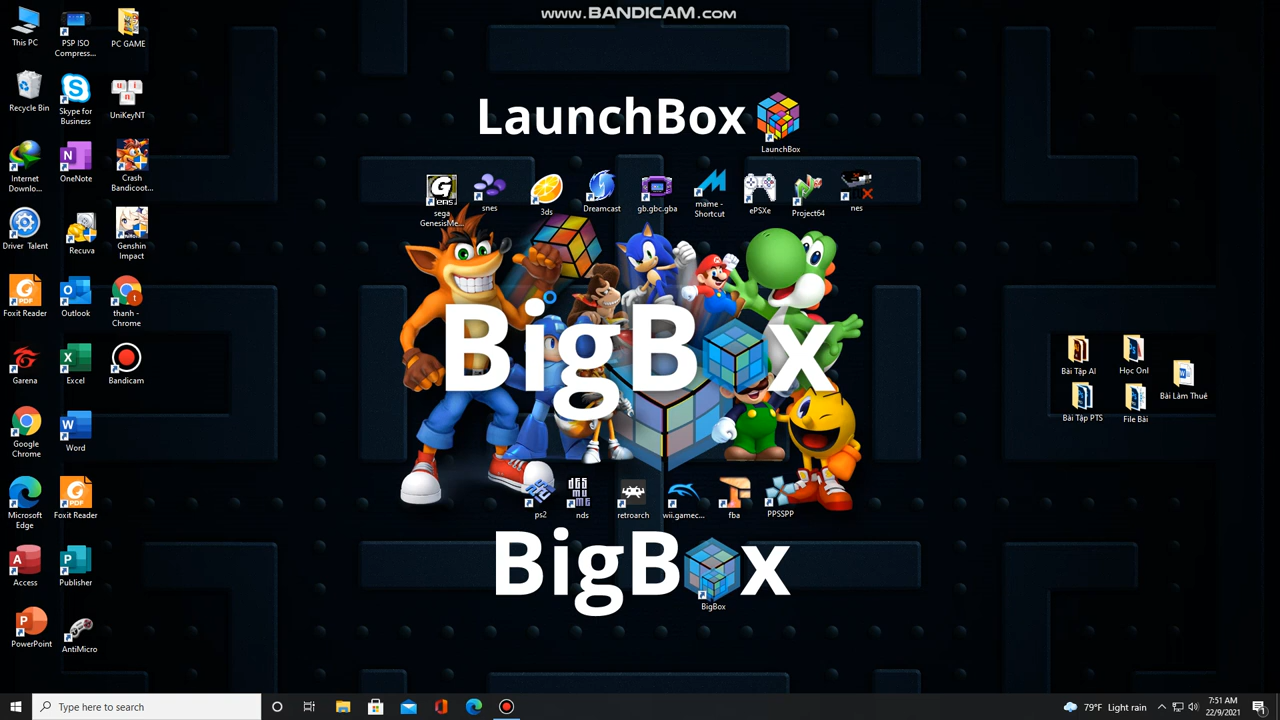 www.BANDICAM.com
This PC
PSP ISO
Compress...
PC GAME
Recycle Bin
Skype for
Business
UniKeyNT
Internet
Downlo...
OneNote
Crash
Bandicoot...
Driver Talent
Recuva
Genshin
Impact
Foxit Reader
Outlook
thanh -
Chrome
Garena
Excel
Bandicam
Google
Chrome
Word
Microsoft
Edge
Foxit Reader
Access
Publisher
PowerPoint
AntiMicro
LaunchBox
LaunchBox
sega
GenesisMe...
snes
3ds
Dreamcast
gb.gbc.gba
mame -
Shortcut
ePSXe
Project64
nes
BigBox
ps2
nds
retroarch
wii.gamec...
fba
PPSSPP
BigBox
BigBox
Bài Tập AI
Học Onl
Bài Làm Thuê
Bài Tập PTS
File Bài
Type here to search
79°F Light rain
7:51 AM
22/9/2021